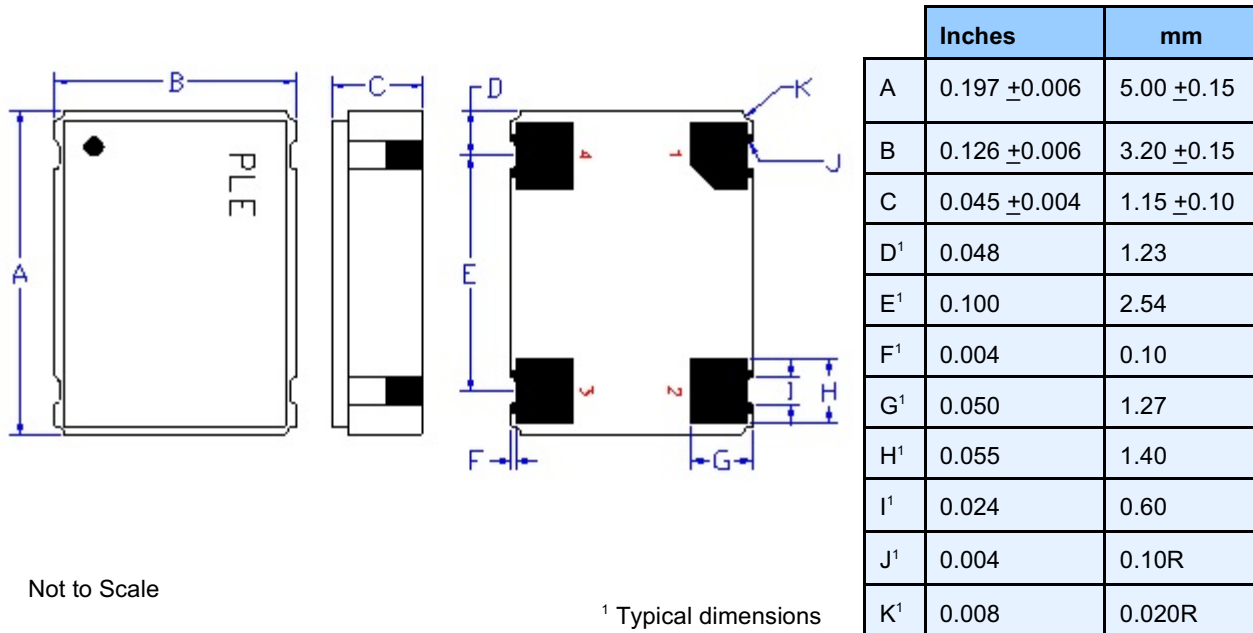 Inches mm
A 0.197 ±0.006 5.00 ±0.15
B 0.126 ±0.006 3.20 ±0.15
C 0.045 ±0.004 1.15 ±0.10
D¹ 0.048 1.23
E¹ 0.100 2.54
F¹ 0.004 0.10
G¹ 0.050 1.27
H¹ 0.055 1.40
I¹ 0.024 0.60
J¹ 0.004 0.10R
K¹ 0.008 0.020R
B
C
D
K
4
1
J
PLE
A
E
3
2
I
H
F
G
Not to Scale
¹ Typical dimensions